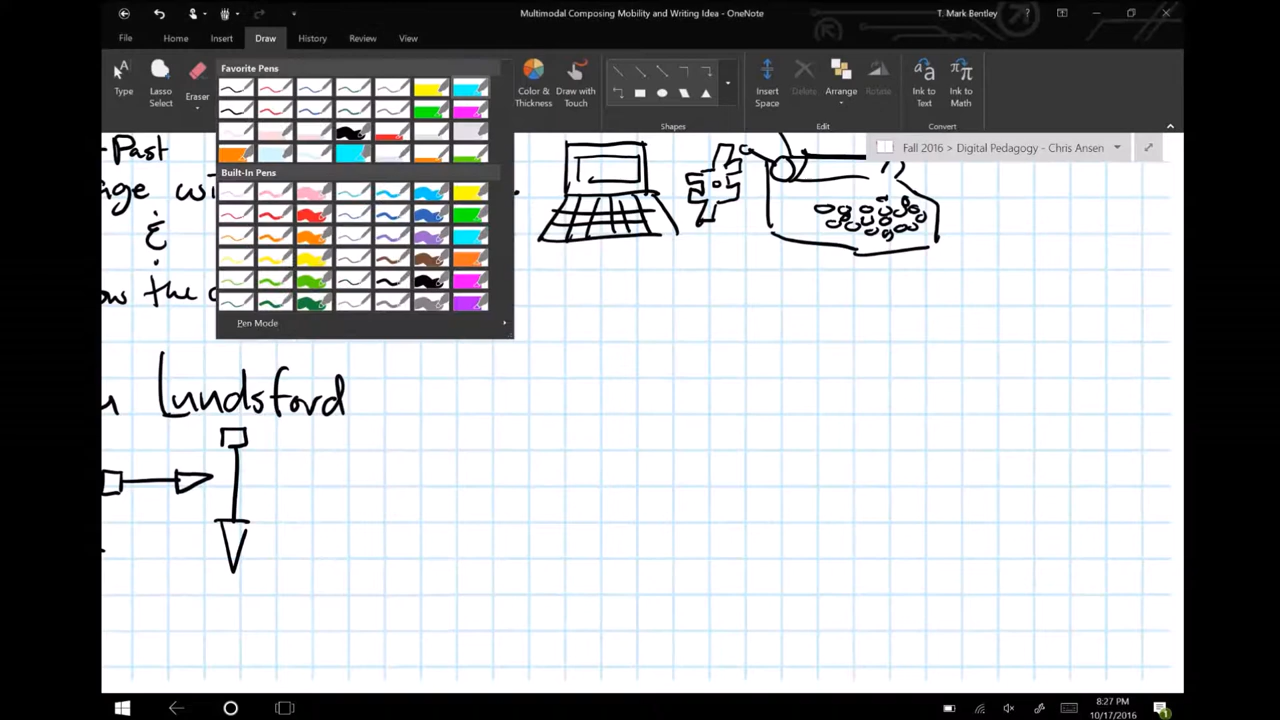 Multimodal Composing Mobility and Writing Idea - OneNote
T. Mark Bentley
?
File
Home
Insert
Draw
History
Review
View
Type
Lasso Select
Eraser
Favorite Pens
Built-In Pens
Pen Mode
Color & Thickness
Draw with Touch
Shapes
Insert Space
Delete
Arrange
Rotate
Edit
Ink to Text
Ink to Math
Convert
Fall 2016 > Digital Pedagogy - Chris Ansen
-Past
&
the
Lundsford
8:27 PM
10/17/2016